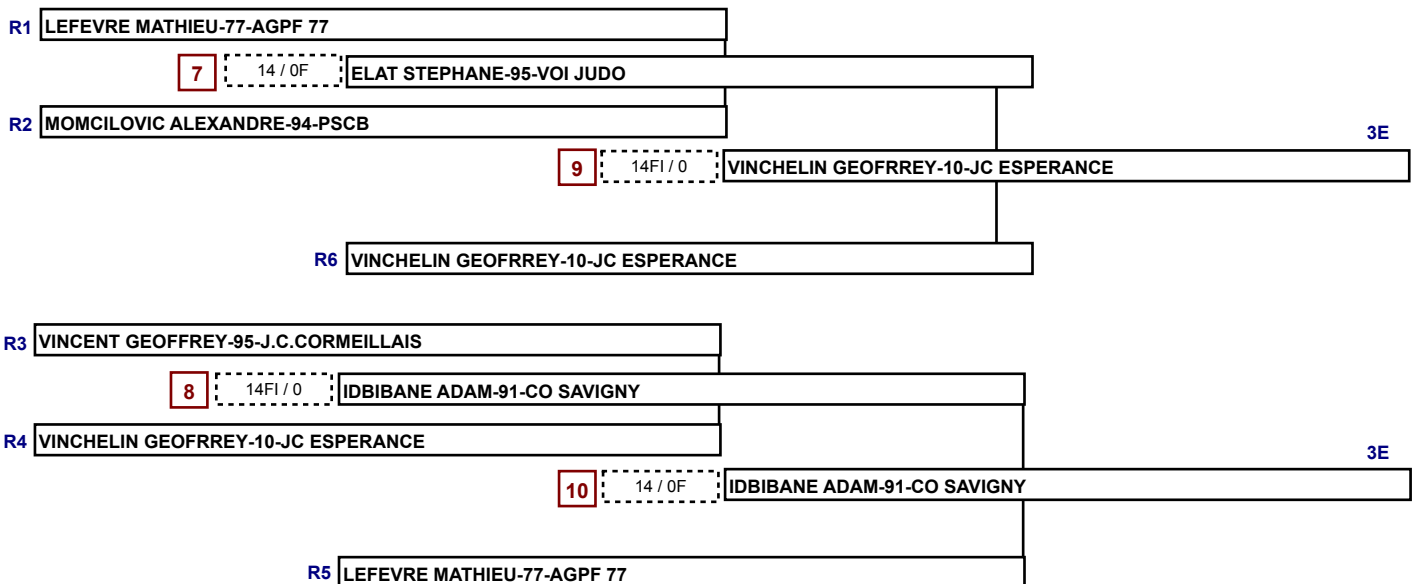 R1 LEFEVRE MATHIEU-77-AGPF 77
7 14 / 0F ELAT STEPHANE-95-VOI JUDO
R2 MOMCILOVIC ALEXANDRE-94-PSCB
3E
9 14FI / 0 VINCHELIN GEOFRREY-10-JC ESPERANCE
R6 VINCHELIN GEOFRREY-10-JC ESPERANCE
R3 VINCENT GEOFFREY-95-J.C.CORMEILLAIS
8 14FI / 0 IDBIBANE ADAM-91-CO SAVIGNY
R4 VINCHELIN GEOFRREY-10-JC ESPERANCE
3E
10 14 / 0F IDBIBANE ADAM-91-CO SAVIGNY
R5 LEFEVRE MATHIEU-77-AGPF 77